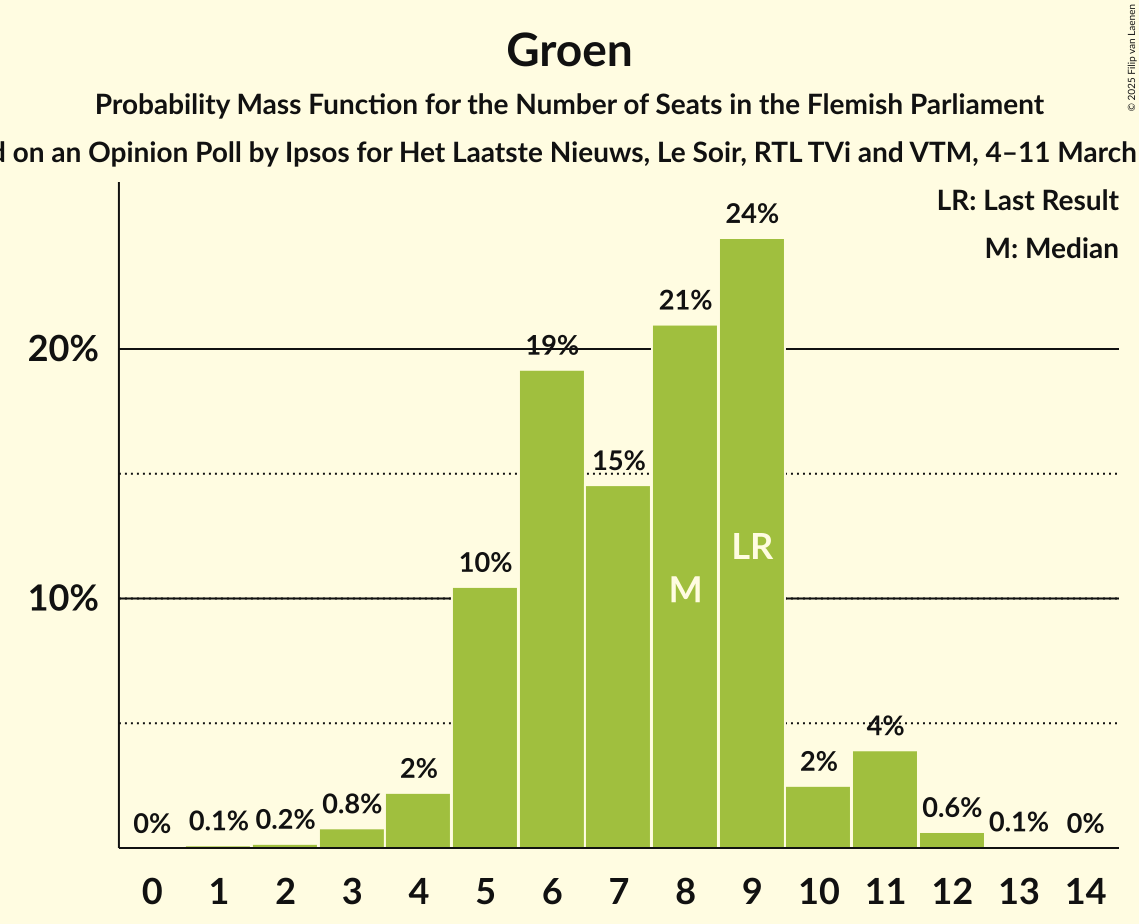 Groen
Probability Mass Function for the Number of Seats in the Flemish Parliament
on an Opinion Poll by Ipsos for Het Laatste Nieuws, Le Soir, RTL TVi and VTM, 4–11 March
© 2025 Filip van Laenen
LR: Last Result
M: Median
24%
21%
20%
19%
15%
LR
M
10%
10%
4%
2%
2%
0.8%
0.6%
0% 0.1% 0.2% 0.1% 0%
0 1 2 3 4 5 6 7 8 9 10 11 12 13 14